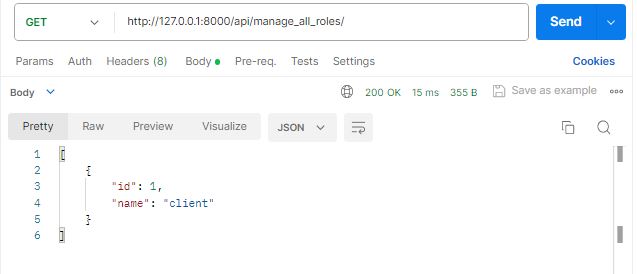 GET http://127.0.0.1:8000/api/manage_all_roles/ Send
Params Auth Headers (8) Body Pre-req. Tests Settings Cookies
Body 200 OK 15 ms 355 B Save as example
Pretty Raw Preview Visualize JSON
1 [
2 {
3 "id": 1,
4 "name": "client"
5 }
6 ]